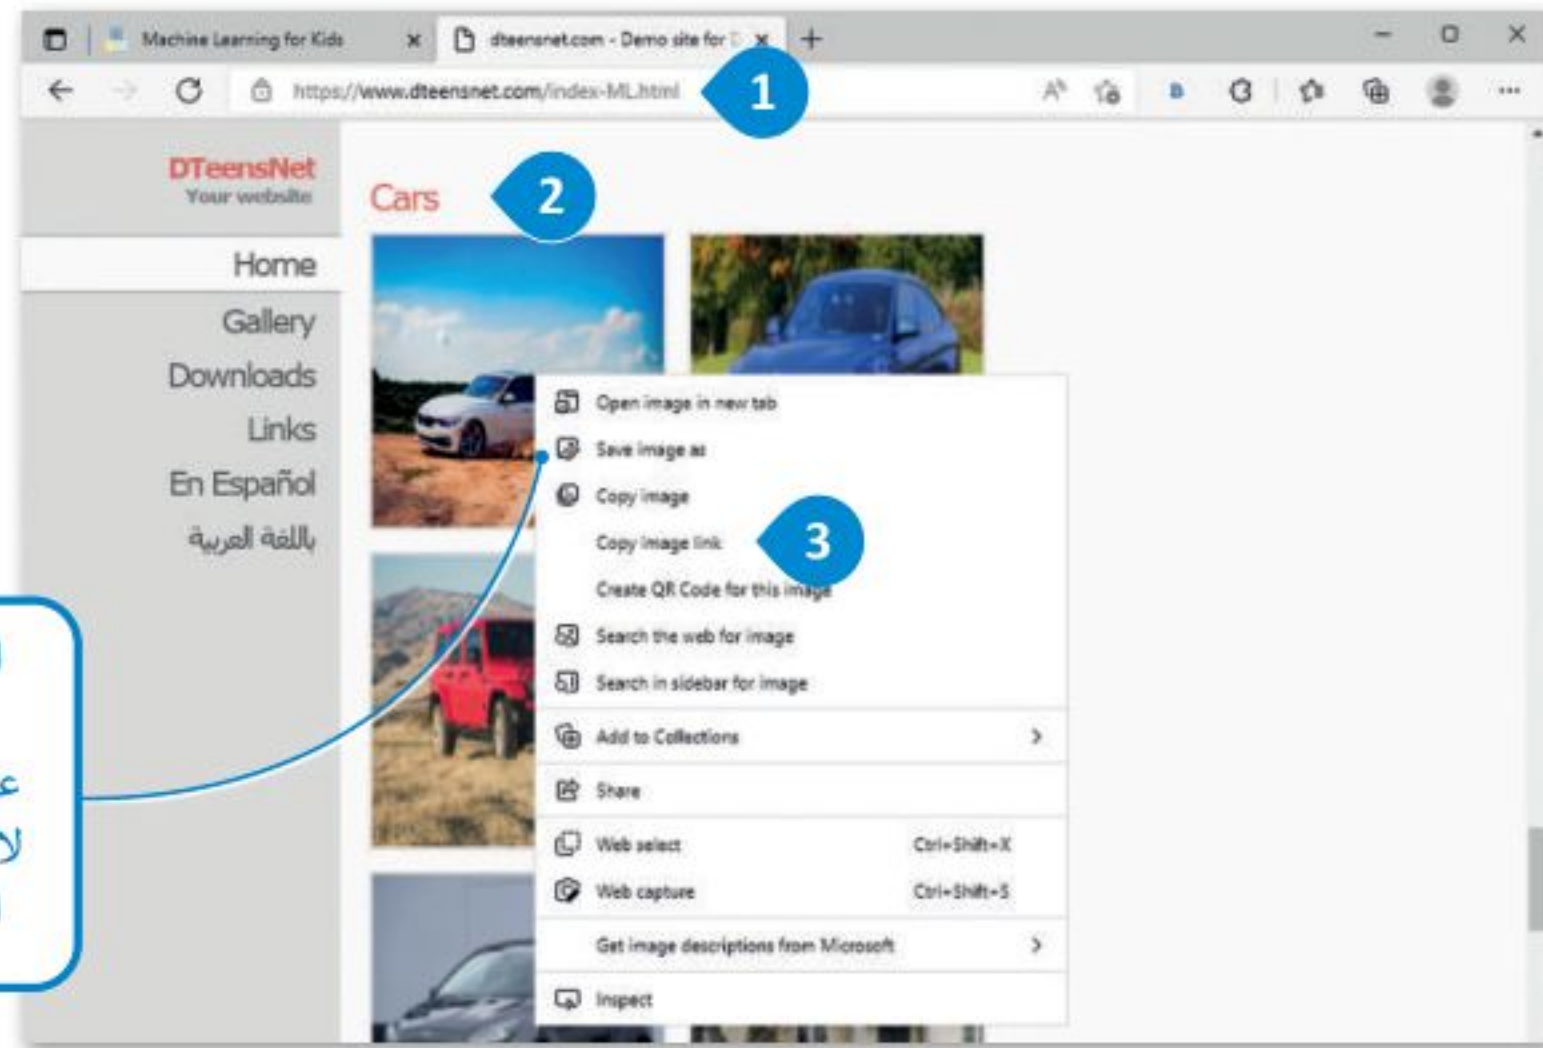 Machine Learning for Kids
dteensnet.com - Demo site for D
https://www.dteensnet.com/index-ML.html
1
DTeensNet
Your website
Home
Gallery
Downloads
Links
En Español
باللغة العربية
Cars
2
Open image in new tab
Save image as
Copy image
Copy image link
3
Create QR Code for this image
Search the web for image
Search in sidebar for image
Add to Collections
Share
Web select Ctrl+Shift+X
Web capture Ctrl+Shift+S
Get image descriptions from Microsoft
Inspect